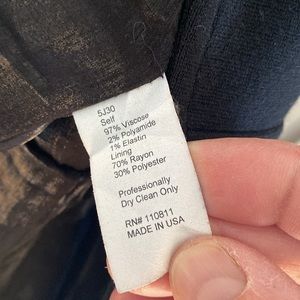 5J30
Self
97% Viscose
2% Polyamide
1% Elastin
Lining
70% Rayon
30% Polyester
Professionally
Dry Clean Only
RN# 110811
MADE IN USA